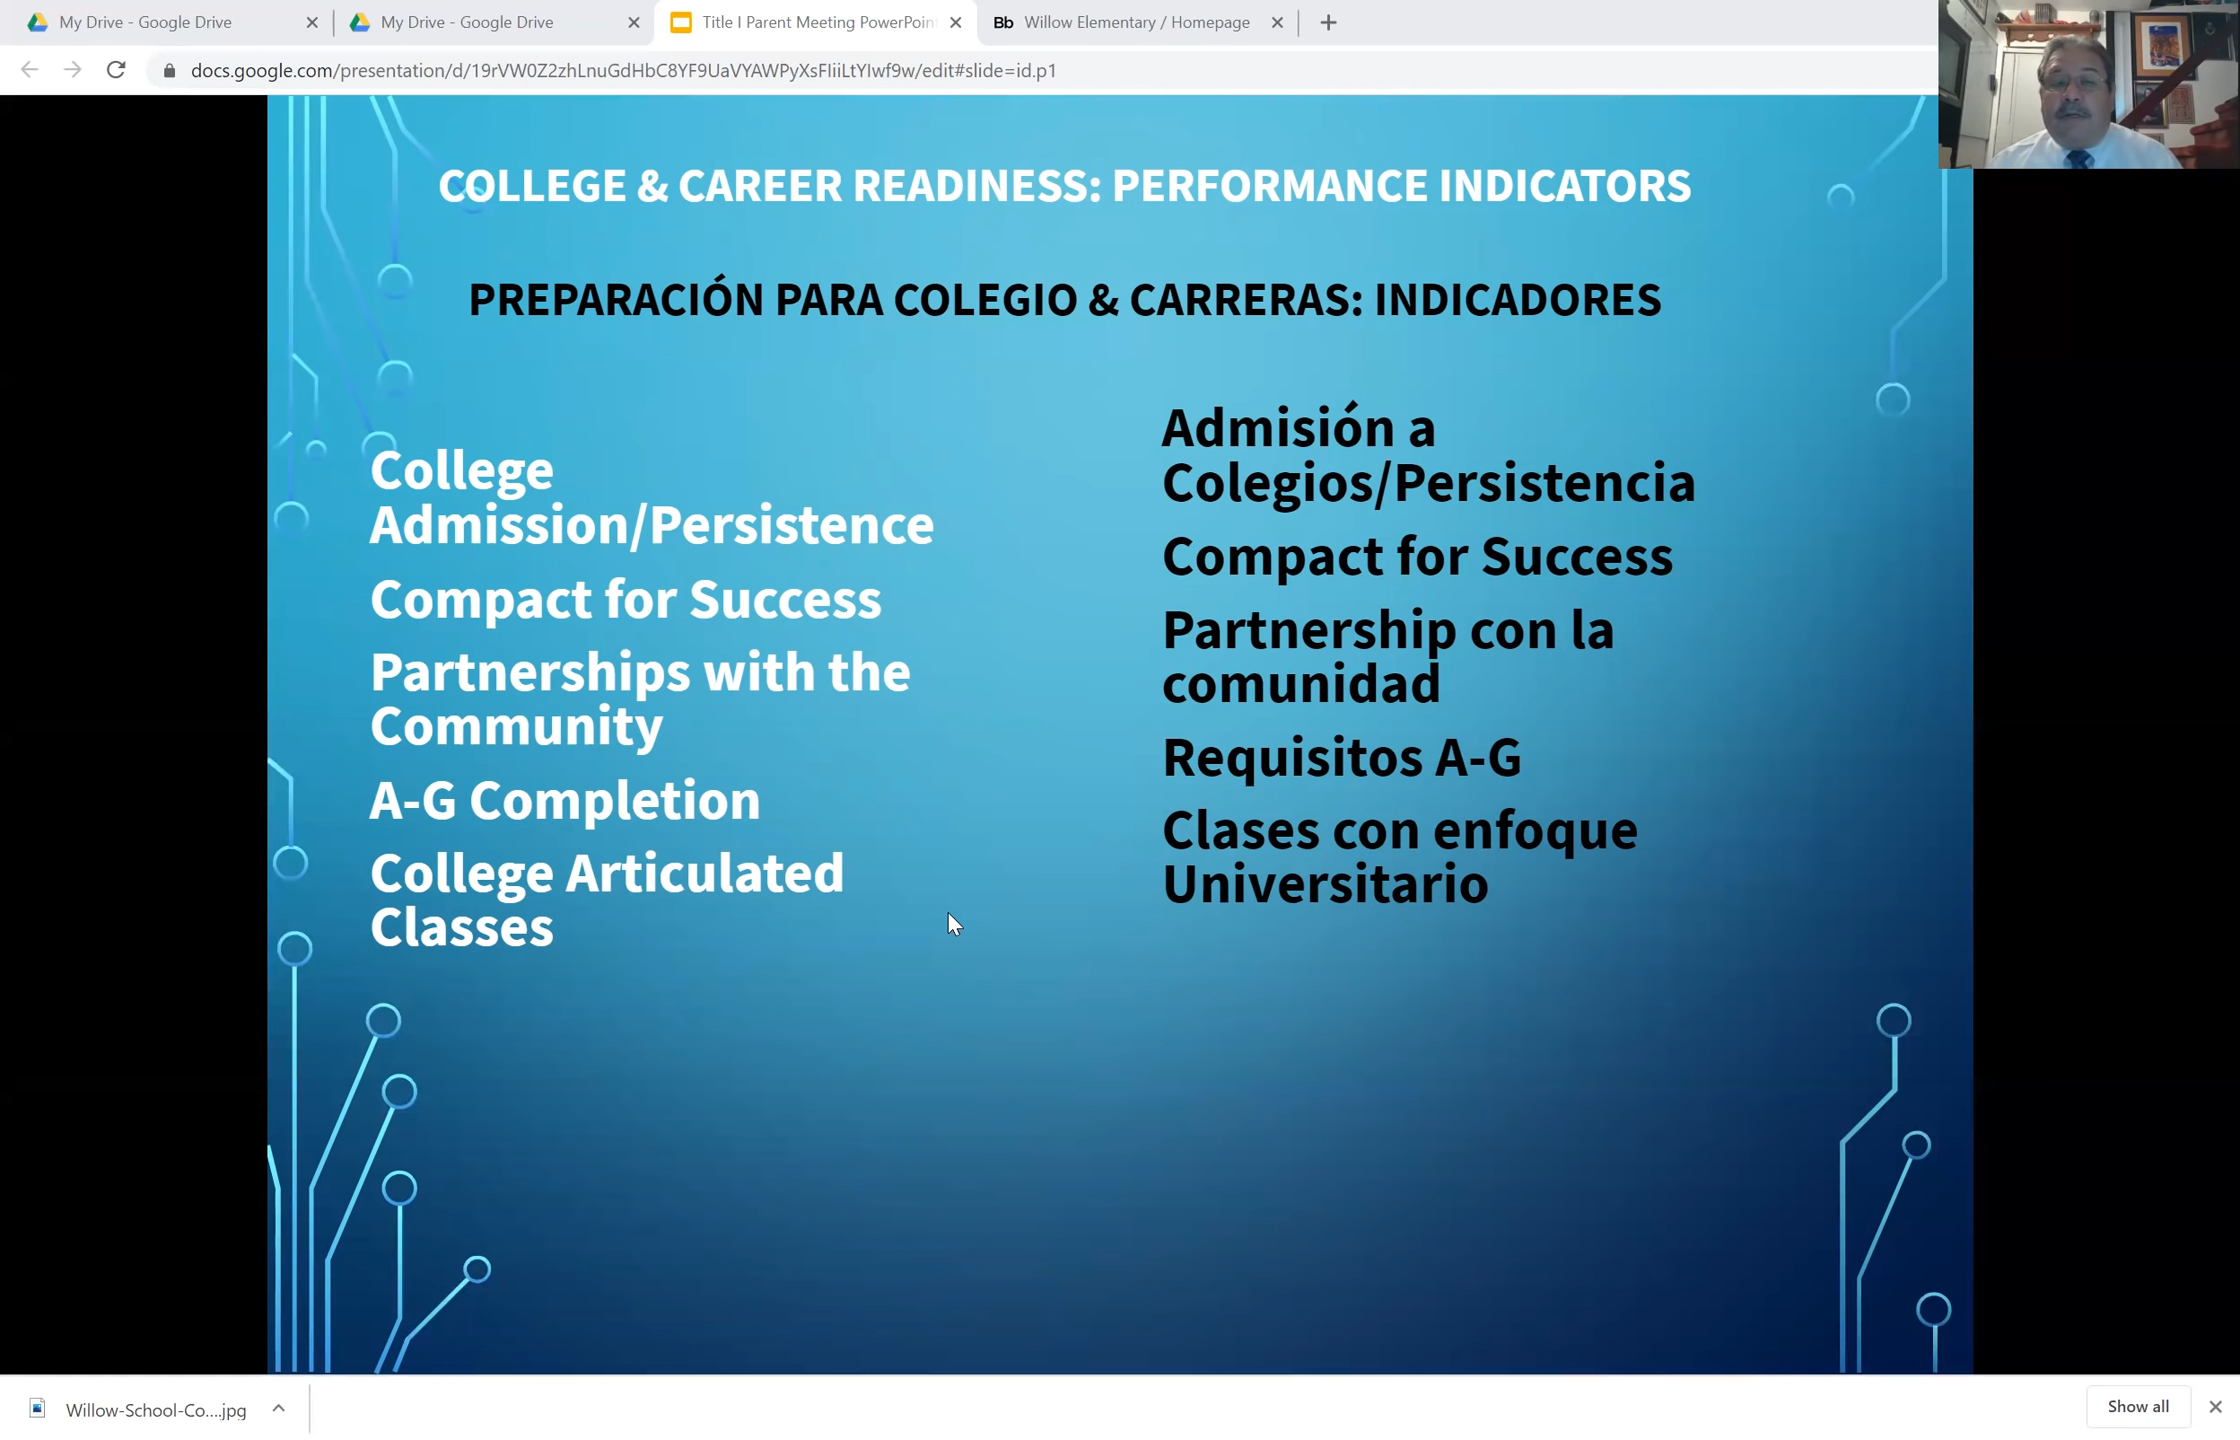 My Drive - Google Drive
My Drive - Google Drive
Title I Parent Meeting PowerPoin
Bb Willow Elementary / Homepage
docs.google.com/presentation/d/19rVW0Z2zhLnuGdHbC8YF9UaVYAWPyXsFIiiLtYIwf9w/edit#slide=id.p1
COLLEGE & CAREER READINESS: PERFORMANCE INDICATORS
PREPARACIÓN PARA COLEGIO & CARRERAS: INDICADORES
College
Admission/Persistence
Compact for Success
Partnerships with the
Community
A-G Completion
College Articulated
Classes
Admisión a
Colegios/Persistencia
Compact for Success
Partnership con la
comunidad
Requisitos A-G
Clases con enfoque
Universitario
Willow-School-Co....jpg
Show all